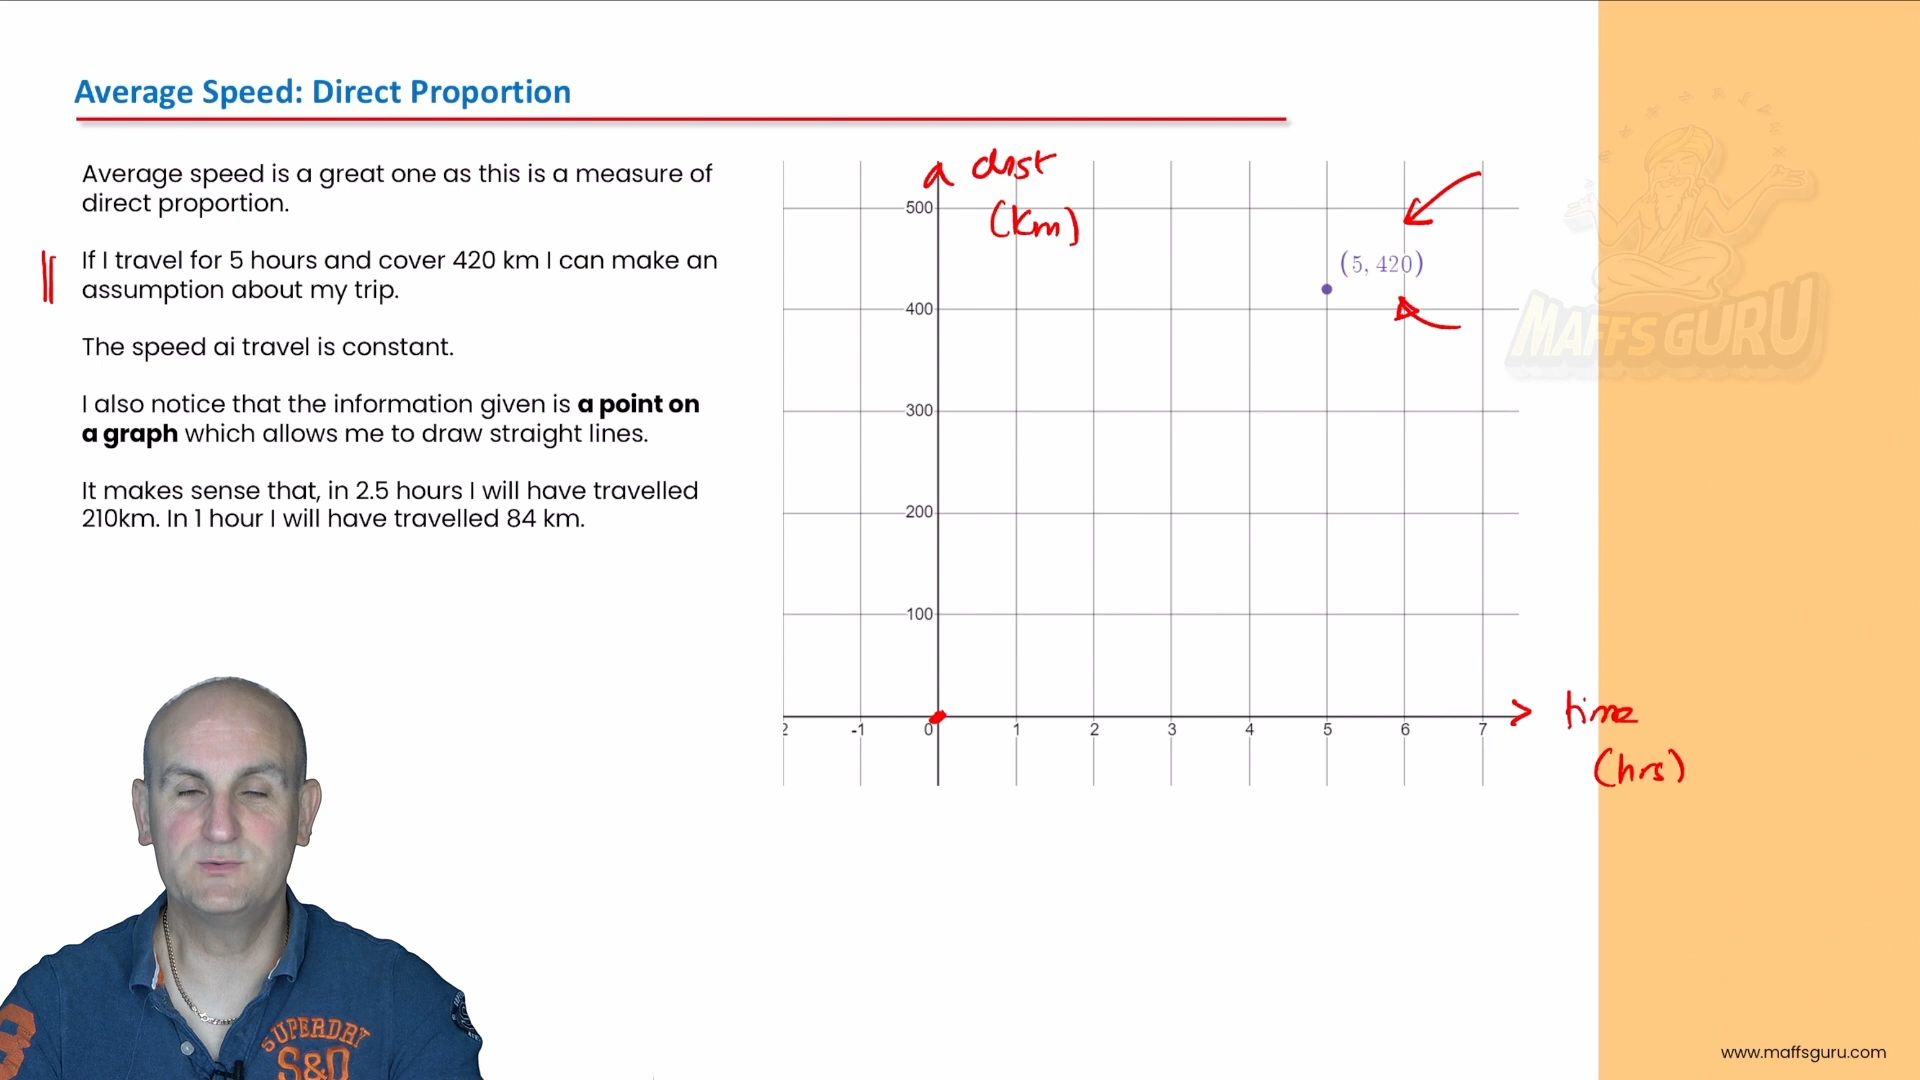 Average Speed: Direct Proportion
Average speed is a great one as this is a measure of
direct proportion.
If I travel for 5 hours and cover 420 km I can make an
assumption about my trip.
The speed ai travel is constant.
I also notice that the information given is a point on
a graph which allows me to draw straight lines.
It makes sense that, in 2.5 hours I will have travelled
210km. In 1 hour I will have travelled 84 km.
dist
(km)
500
(5, 420)
400
300
200
100
2 -1 0 1 2 3 4 5 6 7
time
(hrs)
MAFFS GURU
SUPERDRY
S&D
www.maffsguru.com